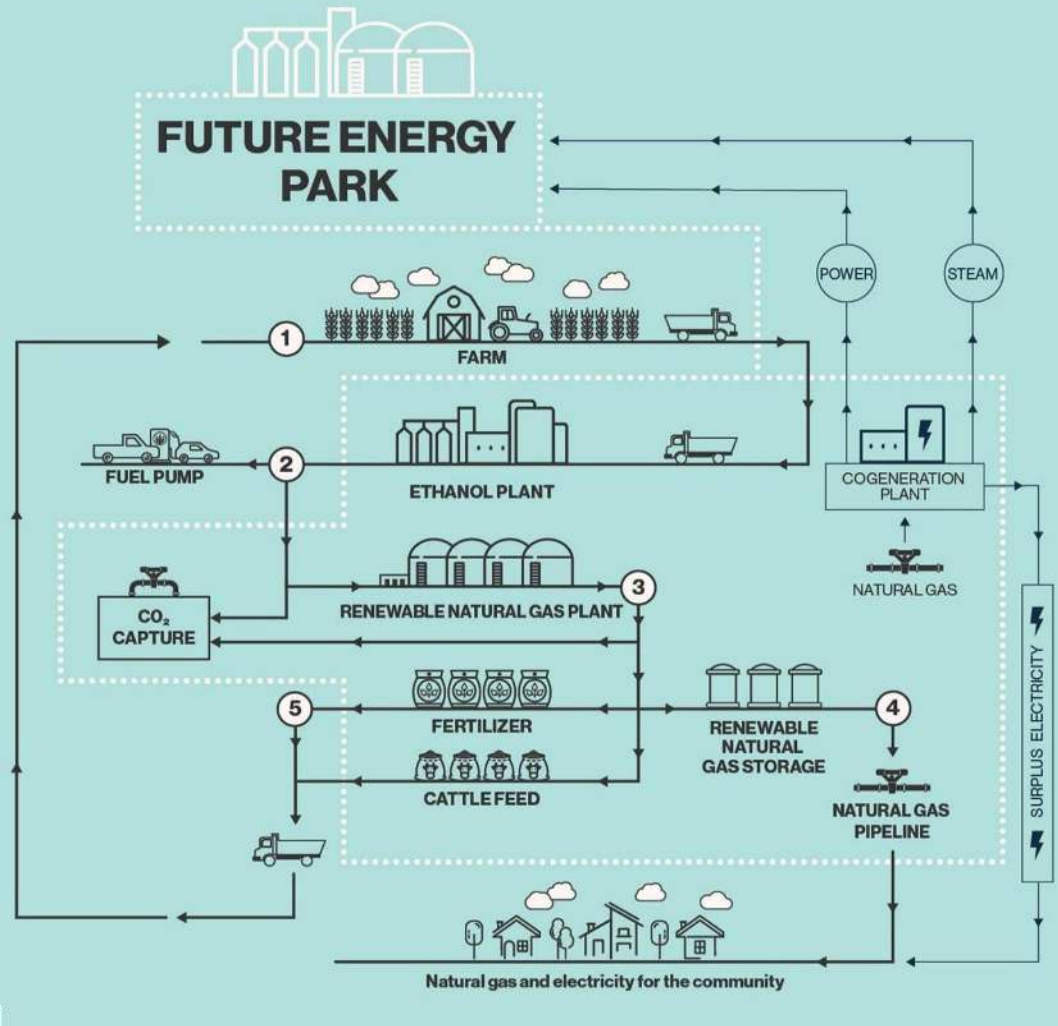 FUTURE ENERGY
PARK
POWER
STEAM
1
FARM
2
FUEL PUMP
ETHANOL PLANT
COGENERATION
PLANT
NATURAL GAS
CO₂
CAPTURE
RENEWABLE NATURAL GAS PLANT
3
5
FERTILIZER
RENEWABLE
NATURAL
GAS STORAGE
4
CATTLE FEED
NATURAL GAS
PIPELINE
SURPLUS ELECTRICITY
Natural gas and electricity for the community